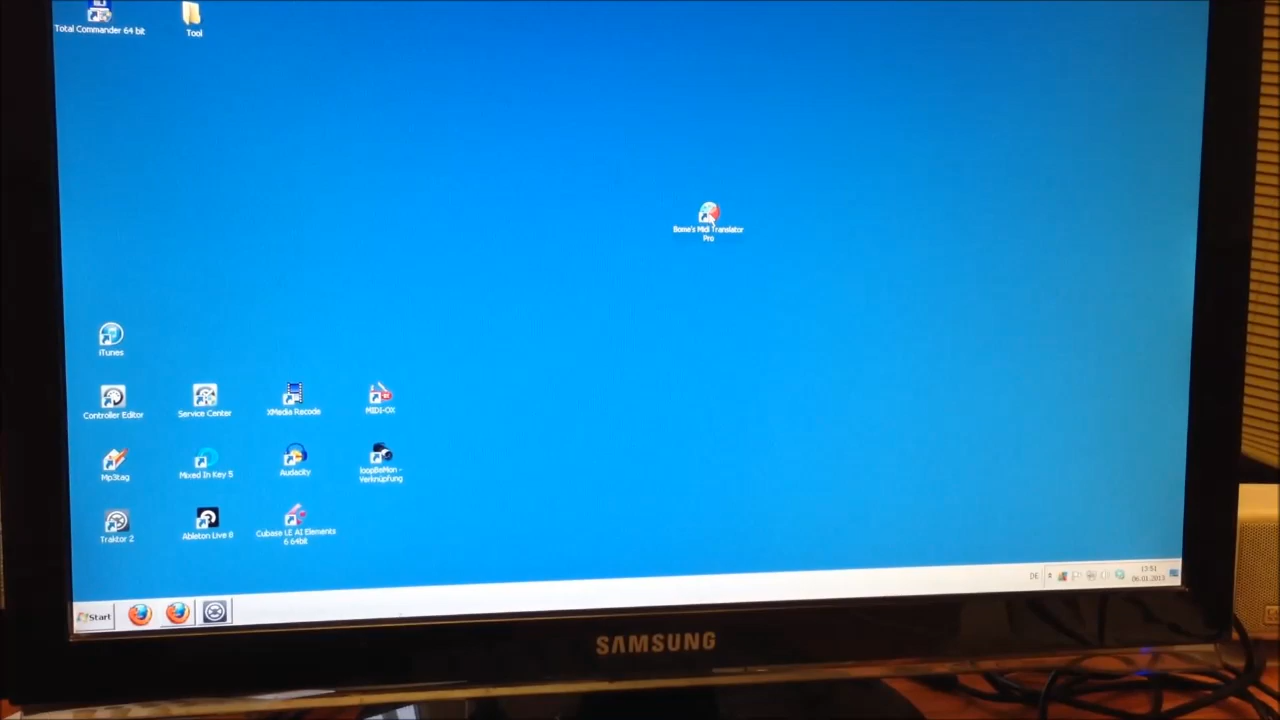 Total Commander 64 bit
Tool
Bome's Midi Translator
Pro
iTunes
Controller Editor
Service Center
XMedia Recode
MIDI-OX
Mp3tag
Mixed In Key 5
Audacity
loopBeMon -
Verknüpfung
Traktor 2
Ableton Live 8
Cubase LE AI Elements
6 64bit
Start
DE
13:51
06.01.2013
SAMSUNG